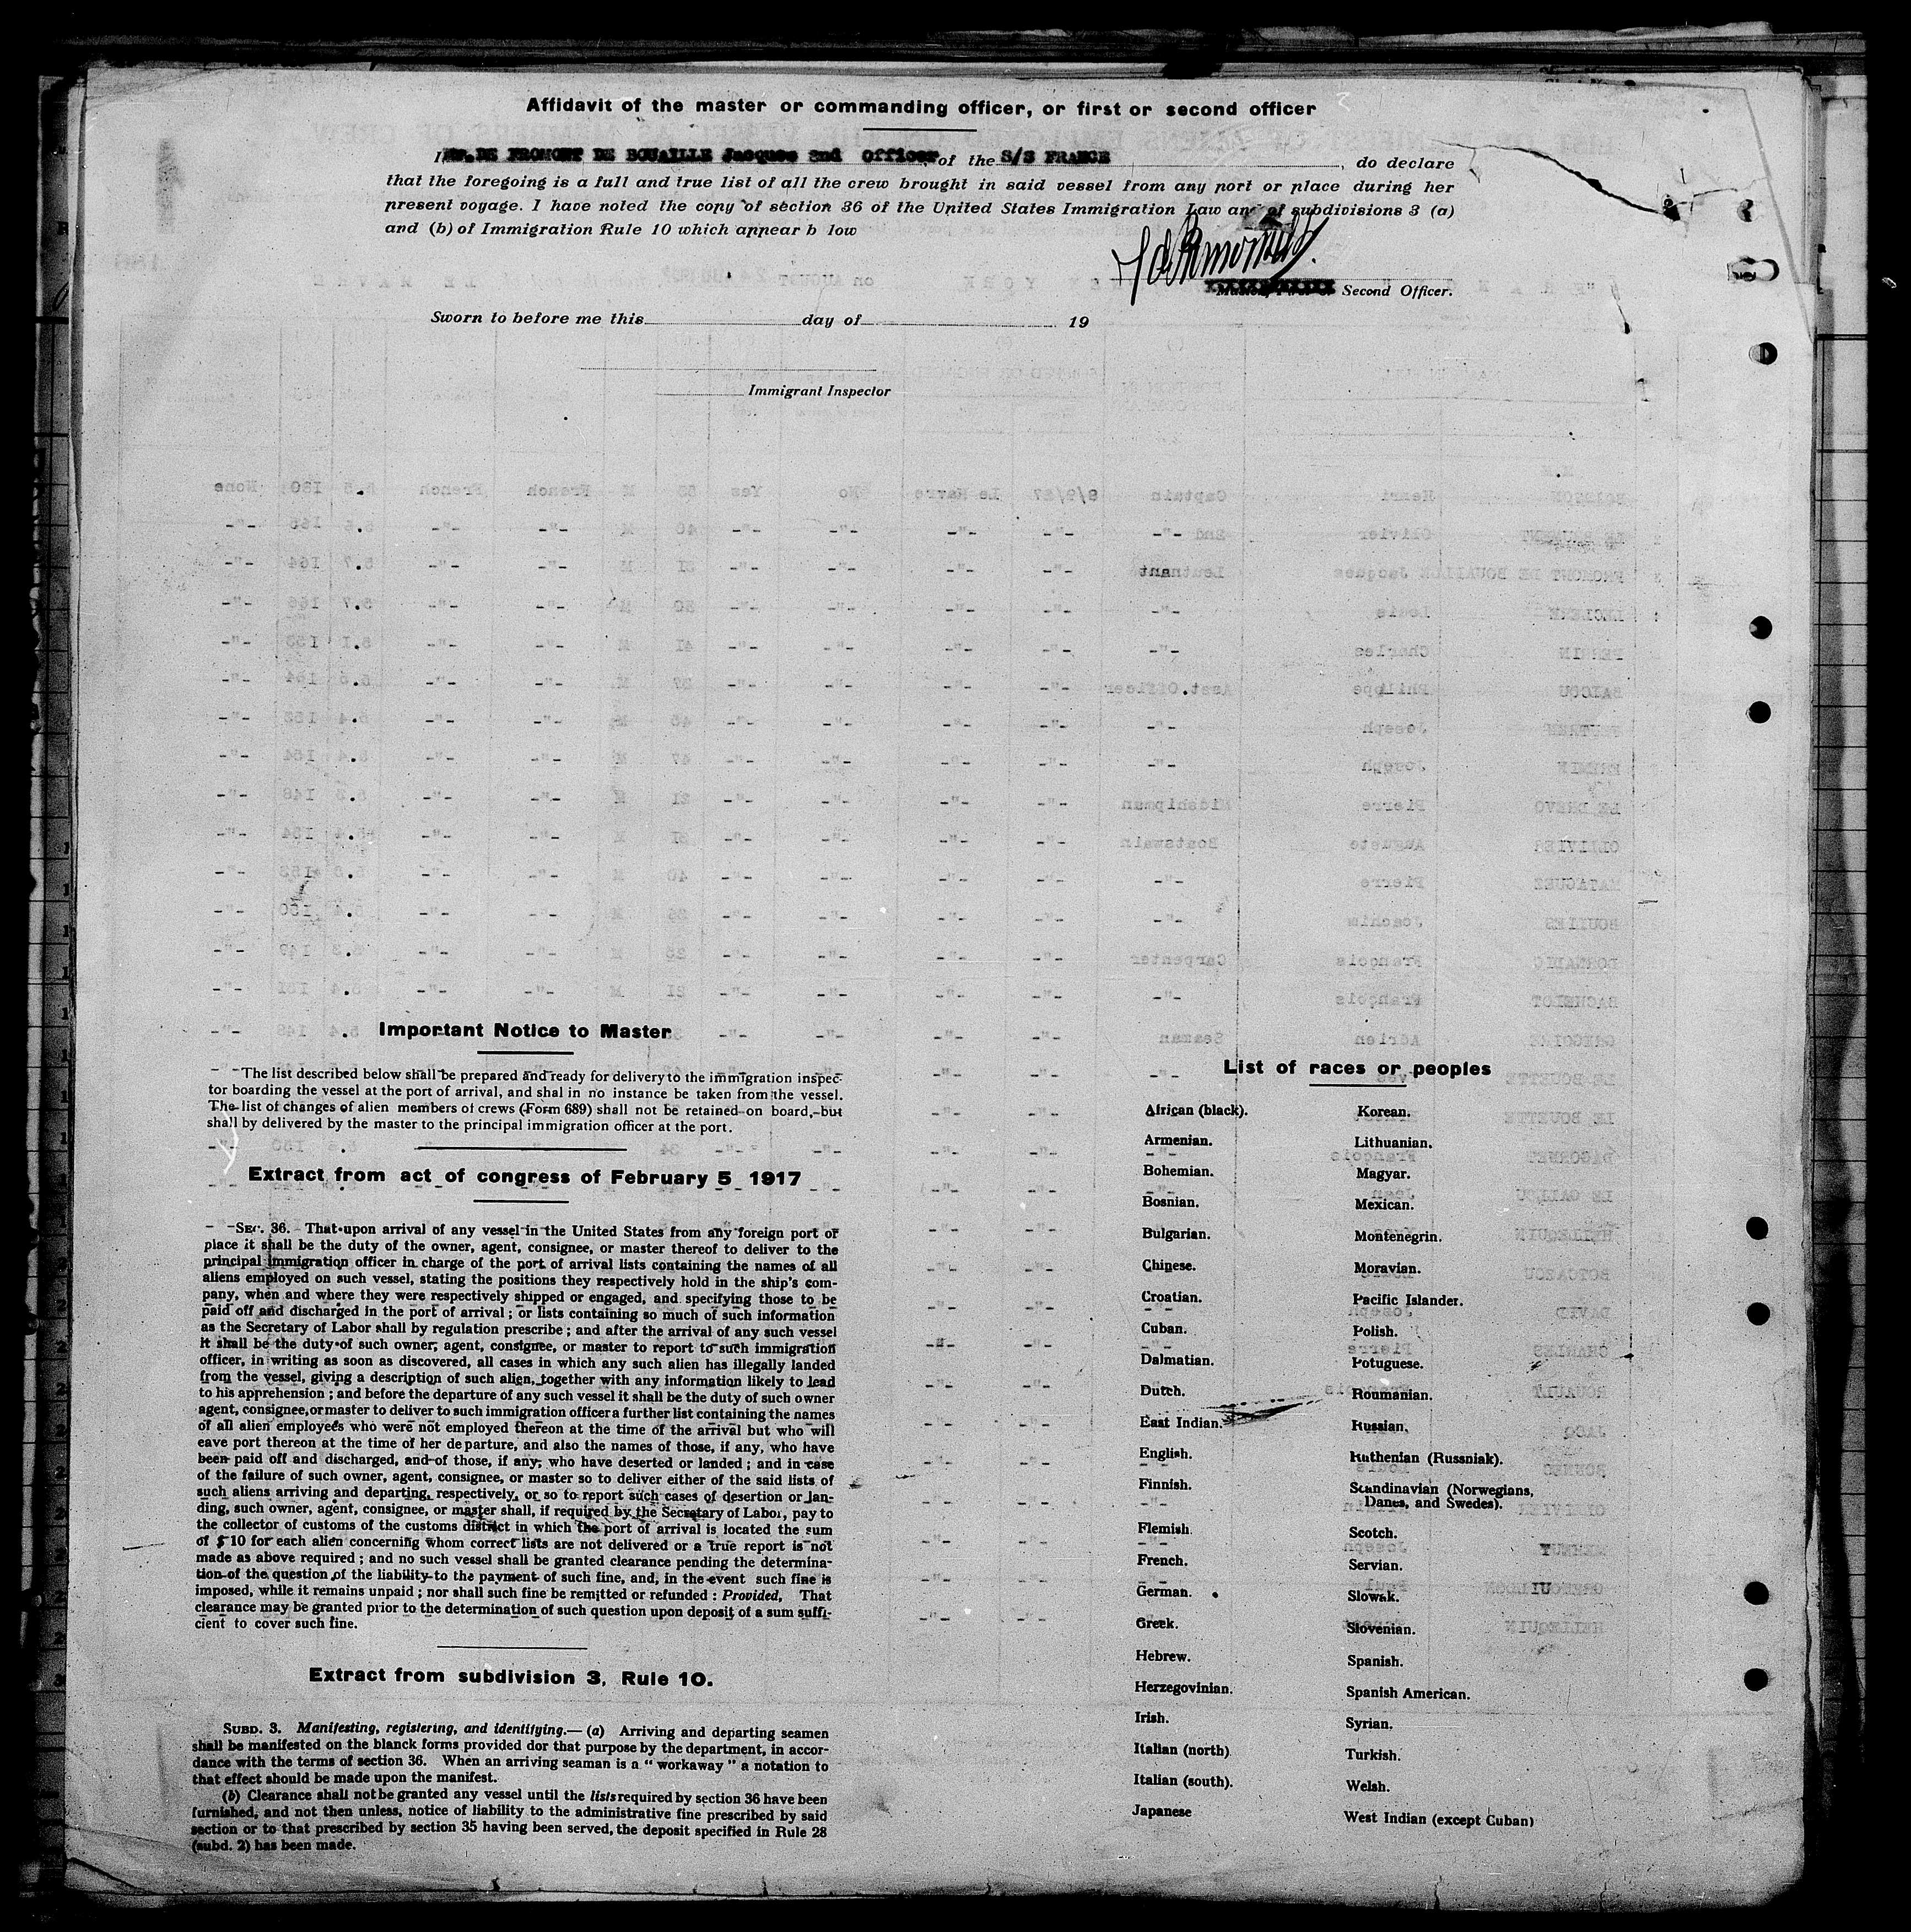 Affidavit of the master or commanding officer, or first or second officer
I Mr.DE FROMONT DE BOUAILLE Jacques 2nd Officer of the S/S FRANCE , do declare
that the foregoing is a full and true list of all the crew brought in said vessel from any port or place during her
present voyage. I have noted the copy of section 36 of the United States Immigration Law and of subdivisions 3 (a)
and (b) of Immigration Rule 10 which appear b low
Second Officer.
Sworn to before me this day of 19
Immigrant Inspector
Important Notice to Master
The list described below shall be prepared and ready for delivery to the immigration inspec-
tor boarding the vessel at the port of arrival, and shal in no instance be taken from the vessel.
The list of changes of alien members of crews (Form 689) shall not be retained on board, but
shall by delivered by the master to the principal immigration officer at the port.
Extract from act of congress of February 5 1917
SEC. 36. That upon arrival of any vessel in the United States from any foreign port or
place it shall be the duty of the owner, agent, consignee, or master thereof to deliver to the
principal immigration officer in charge of the port of arrival lists containing the names of all
aliens employed on such vessel, stating the positions they respectively hold in the ship's com-
pany, when and where they were respectively shipped or engaged, and specifying those to be
paid off and discharged in the port of arrival ; or lists containing so much of such information
as the Secretary of Labor shall by regulation prescribe ; and after the arrival of any such vessel
it shall be the duty of such owner, agent, consignee, or master to report to such immigration
officer, in writing as soon as discovered, all cases in which any such alien has illegally landed
from the vessel, giving a description of such alien, together with any information likely to lead
to his apprehension ; and before the departure of any such vessel it shall be the duty of such owner
agent, consignee, or master to deliver to such immigration officer a further list containing the names
of all alien employees who were not employed thereon at the time of the arrival but who will
eave port thereon at the time of her departure, and also the names of those, if any, who have
been paid off and discharged, and of those, if any, who have deserted or landed ; and in case
of the failure of such owner, agent, consignee, or master so to deliver either of the said lists of
such aliens arriving and departing, respectively, or so to report such cases of desertion or lan-
ding, such owner, agent, consignee, or master shall, if required by the Secretary of Labor, pay to
the collector of customs of the customs district in which the port of arrival is located the sum
of $ 10 for each alien concerning whom correct lists are not delivered or a true report is not
made as above required ; and no such vessel shall be granted clearance pending the determina-
tion of the question of the liability to the payment of such fine, and, in the event such fine is
imposed, while it remains unpaid ; nor shall such fine be remitted or refunded : Provided, That
clearance may be granted prior to the determination of such question upon deposit of a sum suffi-
cient to cover such fine.
Extract from subdivision 3, Rule 10.
SUBD. 3. Manifesting, registering, and identifying.— (a) Arriving and departing seamen
shall be manifested on the blanck forms provided dor that purpose by the department, in accor-
dance with the terms of section 36. When an arriving seaman is a “ workaway ” a notation to
that effect should be made upon the manifest.
(b) Clearance shall not be granted any vessel until the lists required by section 36 have been
furnished, and not then unless, notice of liability to the administrative fine prescribed by said
section or to that prescribed by section 35 having been served, the deposit specified in Rule 28
(subd. 2) has been made.
List of races or peoples
African (black).
Armenian.
Bohemian.
Bosnian.
Bulgarian.
Chinese.
Croatian.
Cuban.
Dalmatian.
Dutch.
East Indian.
English.
Finnish.
Flemish.
French.
German.
Greek.
Hebrew.
Herzegovinian.
Irish.
Italian (north)
Italian (south).
Japanese
Korean.
Lithuanian.
Magyar.
Mexican.
Montenegrin.
Moravian.
Pacific Islander.
Polish.
Potuguese.
Roumanian.
Russian.
Ruthenian (Russniak).
Scandinavian (Norwegians,
Danes, and Swedes).
Scotch.
Servian.
Slowak.
Slovenian.
Spanish.
Spanish American.
Syrian.
Turkish.
Welsh.
West Indian (except Cuban)